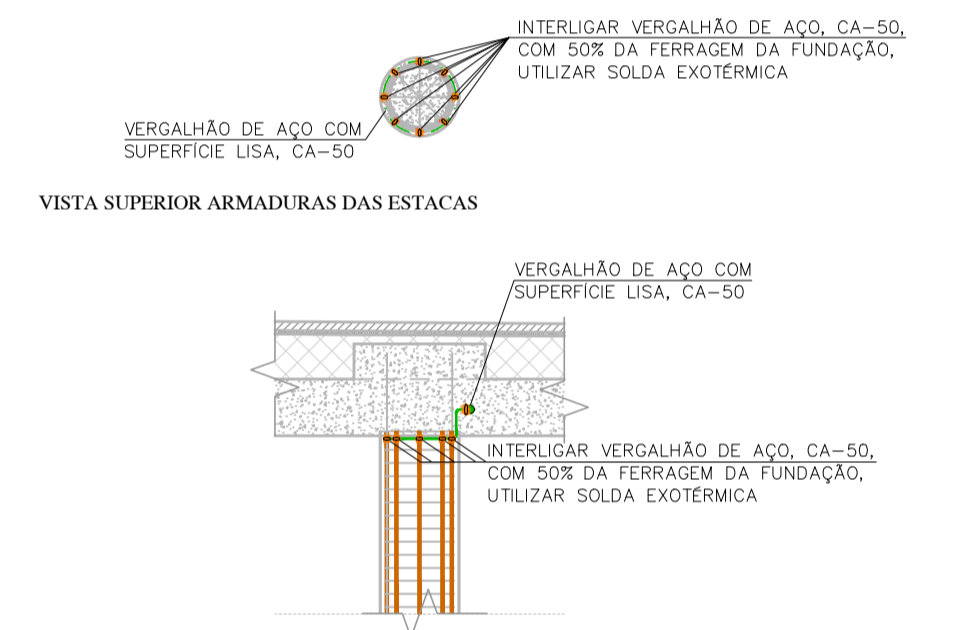 INTERLIGAR VERGALHÃO DE AÇO, CA-50,
COM 50% DA FERRAGEM DA FUNDAÇÃO,
UTILIZAR SOLDA EXOTÉRMICA
VERGALHÃO DE AÇO COM
SUPERFÍCIE LISA, CA-50
VISTA SUPERIOR ARMADURAS DAS ESTACAS
VERGALHÃO DE AÇO COM
SUPERFÍCIE LISA, CA-50
INTERLIGAR VERGALHÃO DE AÇO, CA-50,
COM 50% DA FERRAGEM DA FUNDAÇÃO,
UTILIZAR SOLDA EXOTÉRMICA